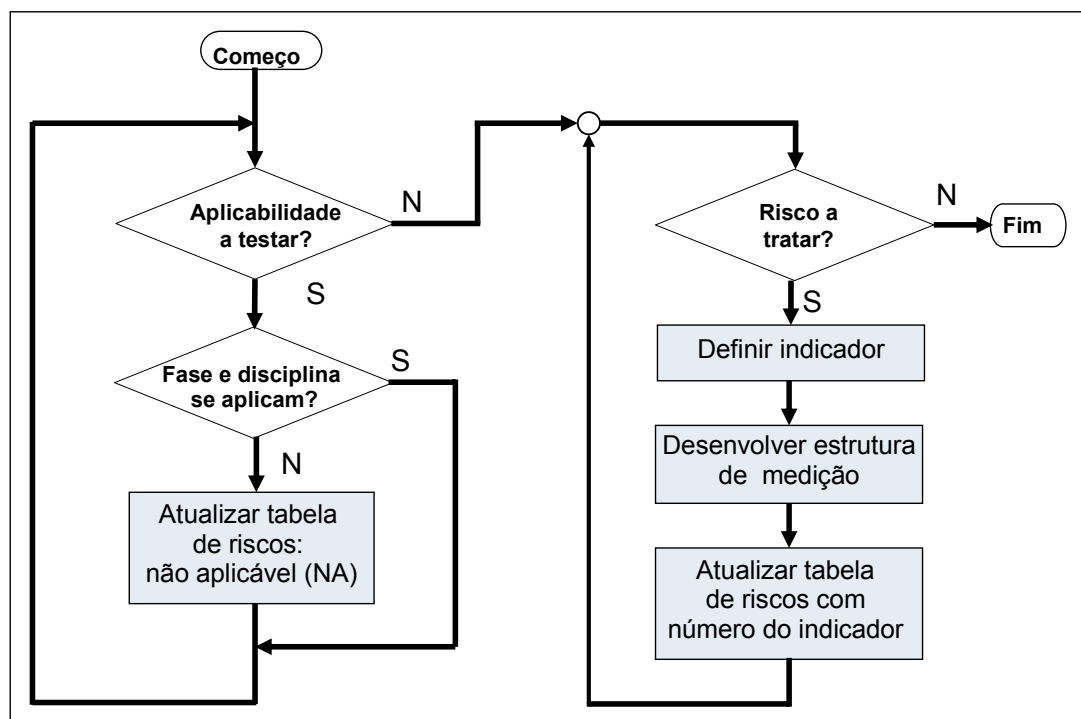 Começo
Aplicabilidade
a testar?
N
S
Fase e disciplina
se aplicam?
S
N
Atualizar tabela
de riscos:
não aplicável (NA)
Risco a
tratar?
N
Fim
S
Definir indicador
Desenvolver estrutura
de medição
Atualizar tabela
de riscos com
número do indicador